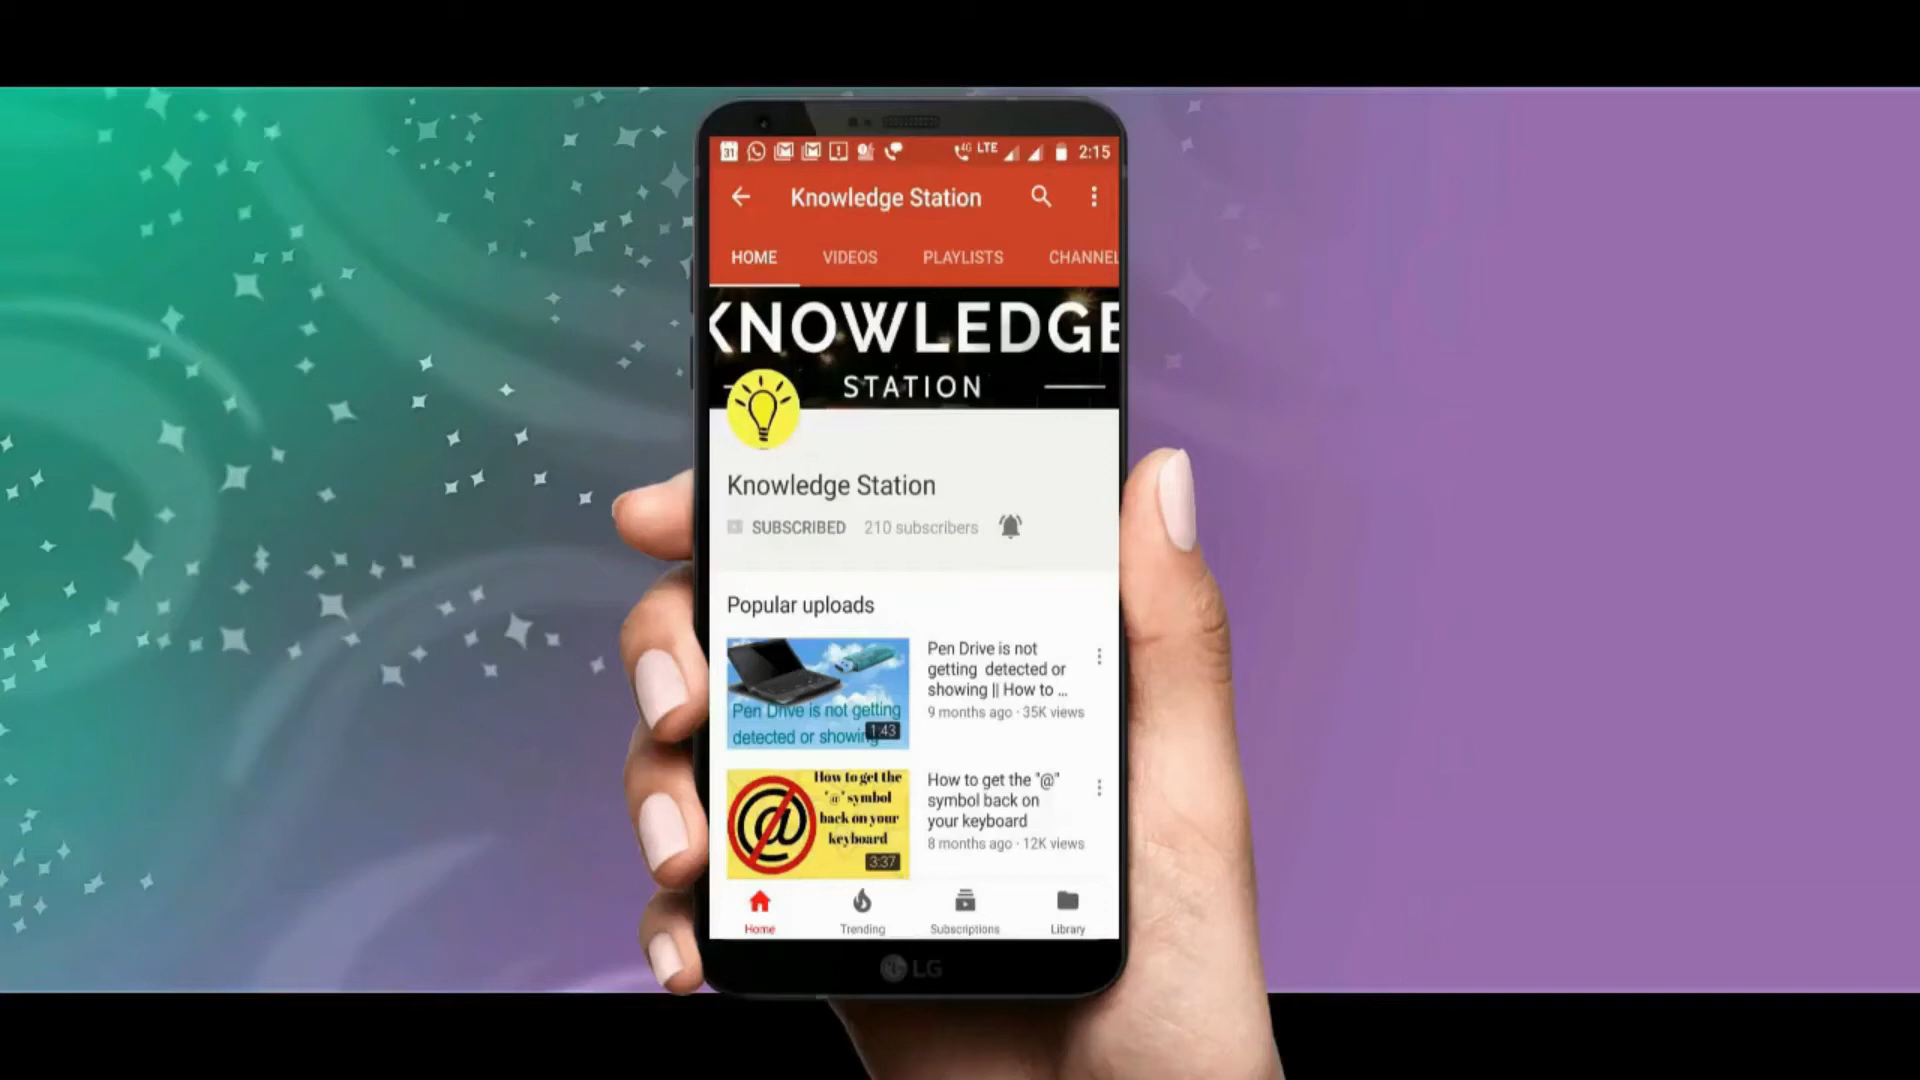 31 4G LTE 2:15
Knowledge Station
HOME VIDEOS PLAYLISTS CHANNEL
KNOWLEDGE
STATION
Knowledge Station
SUBSCRIBED 210 subscribers
Popular uploads
Pen Drive is not getting
detected or showing
1:43
Pen Drive is not
getting detected or
showing || How to ...
9 months ago · 35K views
How to get the
"@" symbol
back on your
keyboard
@
3:37
How to get the "@"
symbol back on
your keyboard
8 months ago · 12K views
Home Trending Subscriptions Library
LG